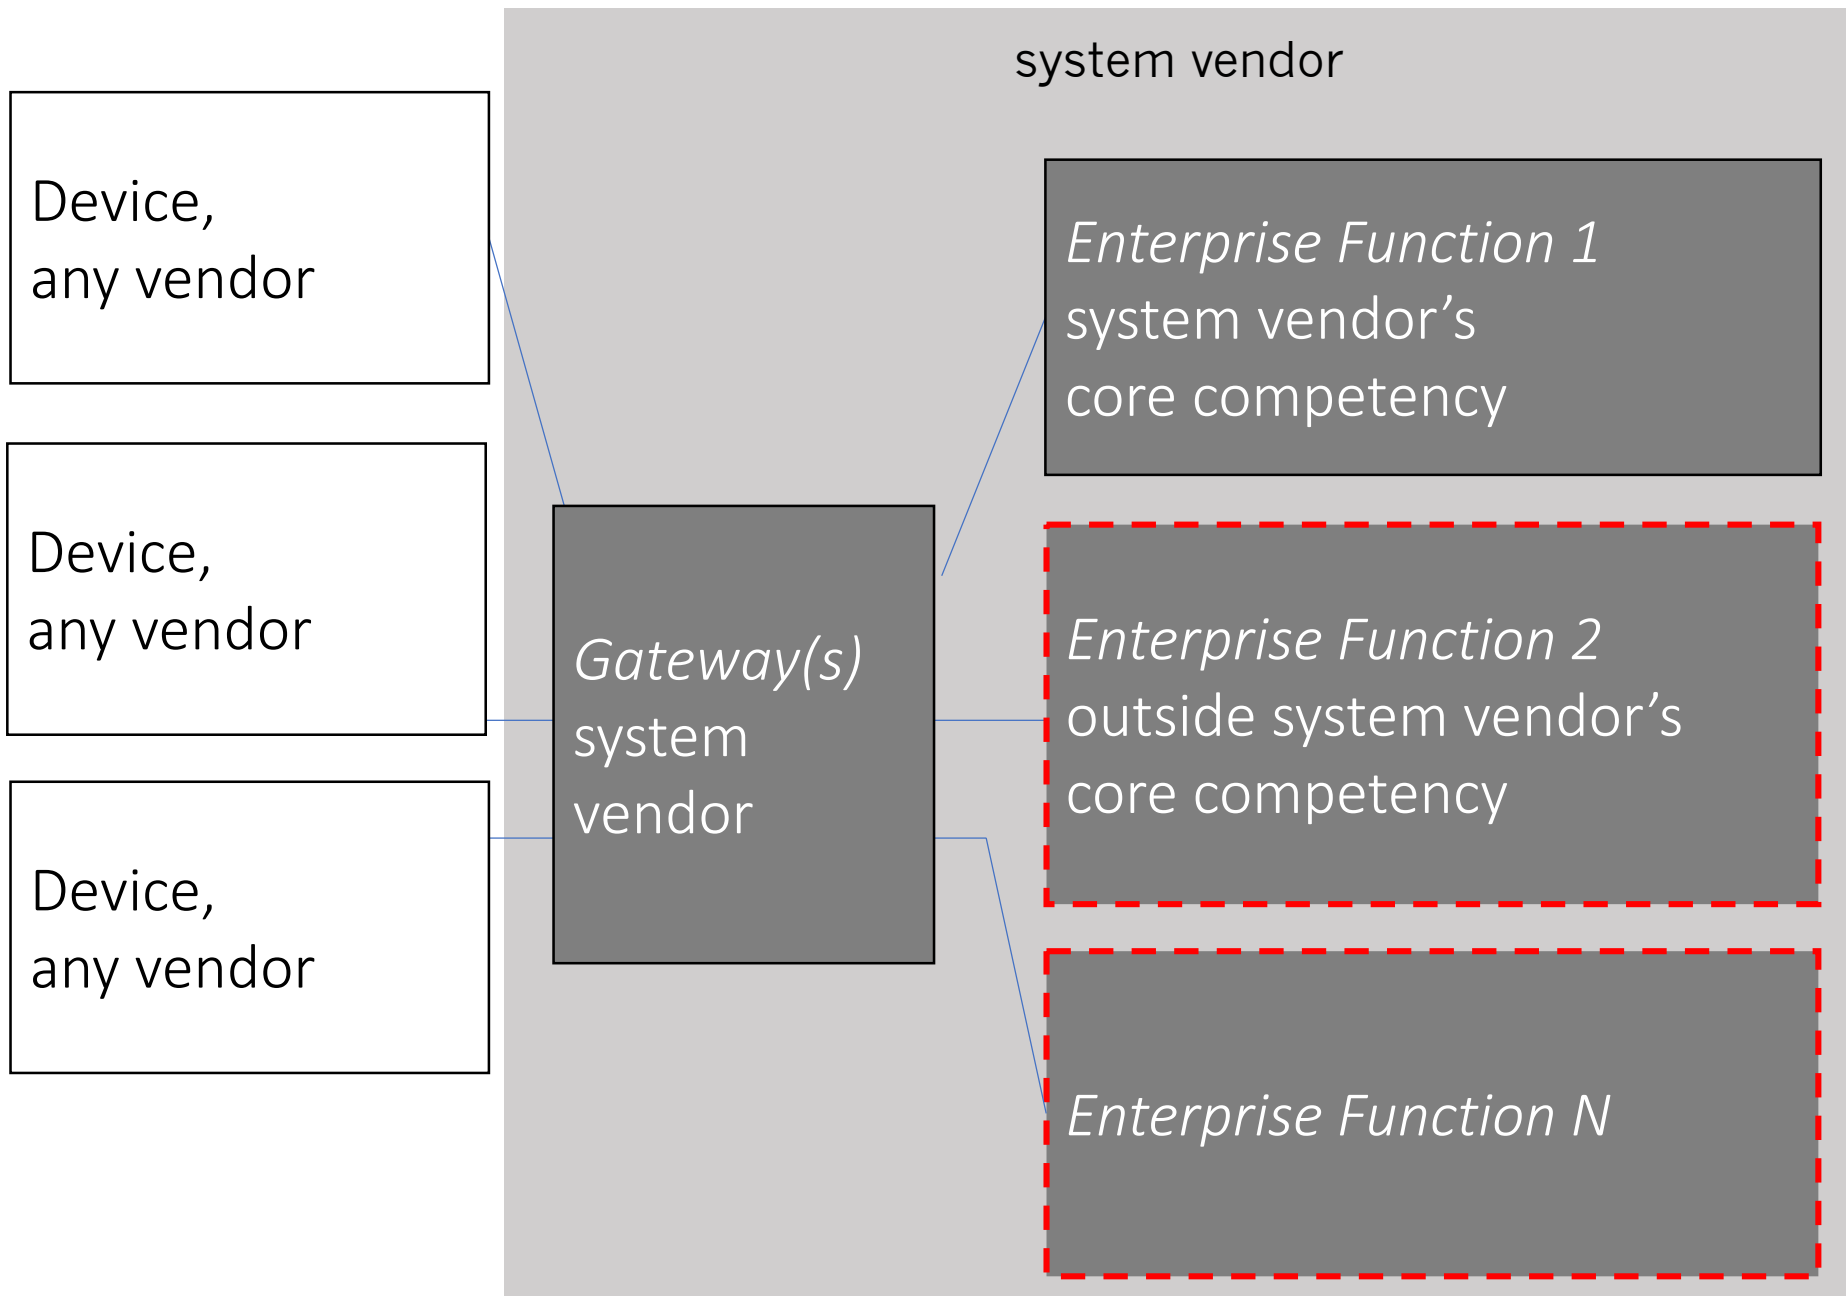 system vendor
Device,
any vendor
Device,
any vendor
Device,
any vendor
Gateway(s)
system
vendor
Enterprise Function 1
system vendor’s
core competency
Enterprise Function 2
outside system vendor’s
core competency
Enterprise Function N